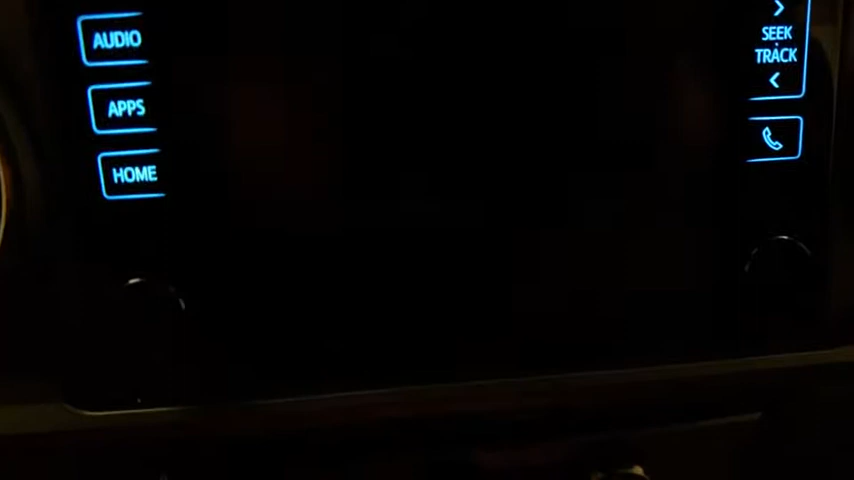 AUDIO
APPS
HOME
>
SEEK
TRACK
<